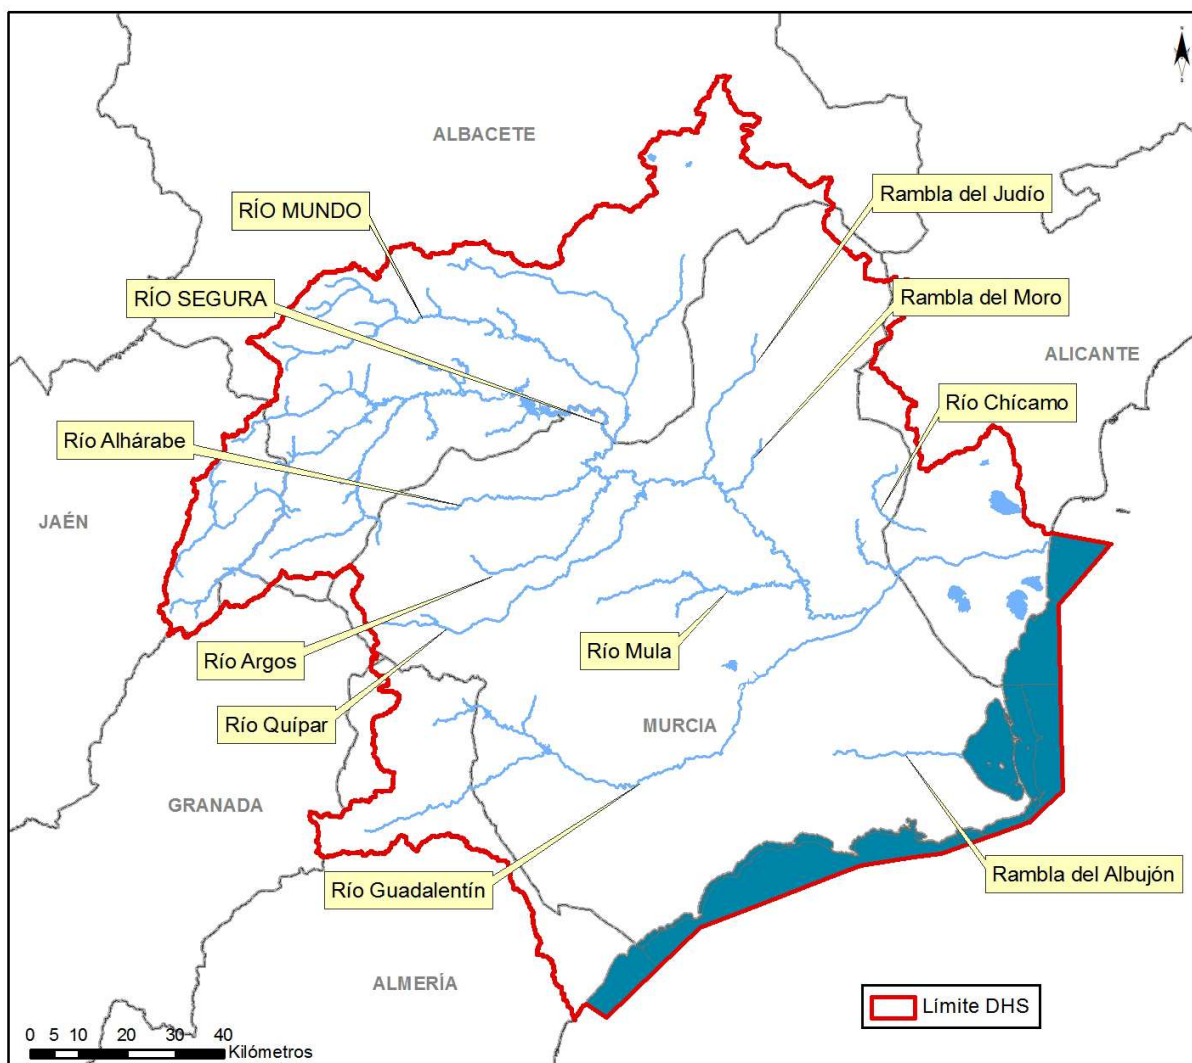 ALBACETE
RÍO MUNDO
Rambla del Judío
RÍO SEGURA
Rambla del Moro
ALICANTE
Río Chícamo
Río Alhárabe
JAÉN
Río Argos
Río Mula
Río Quípar
MURCIA
GRANADA
Río Guadalentín
Rambla del Albujón
ALMERÍA
Límite DHS
0 5 10 20 30 40
Kilómetros